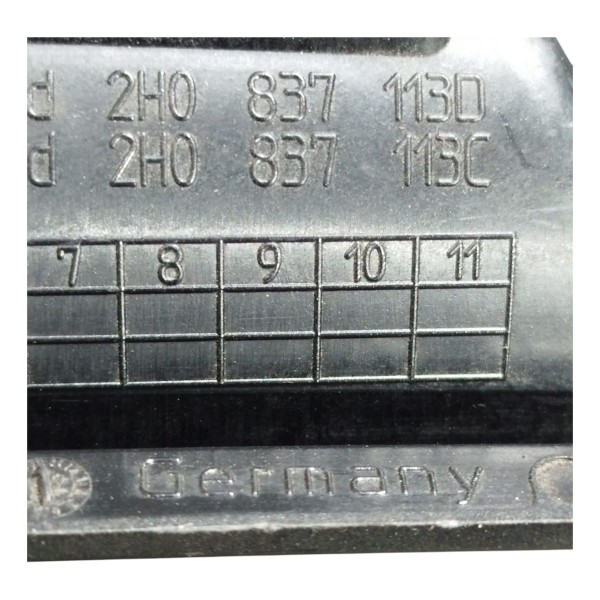 d 2H0 837 113D
d 2H0 837 113C
7 8 9 10 11
Germany